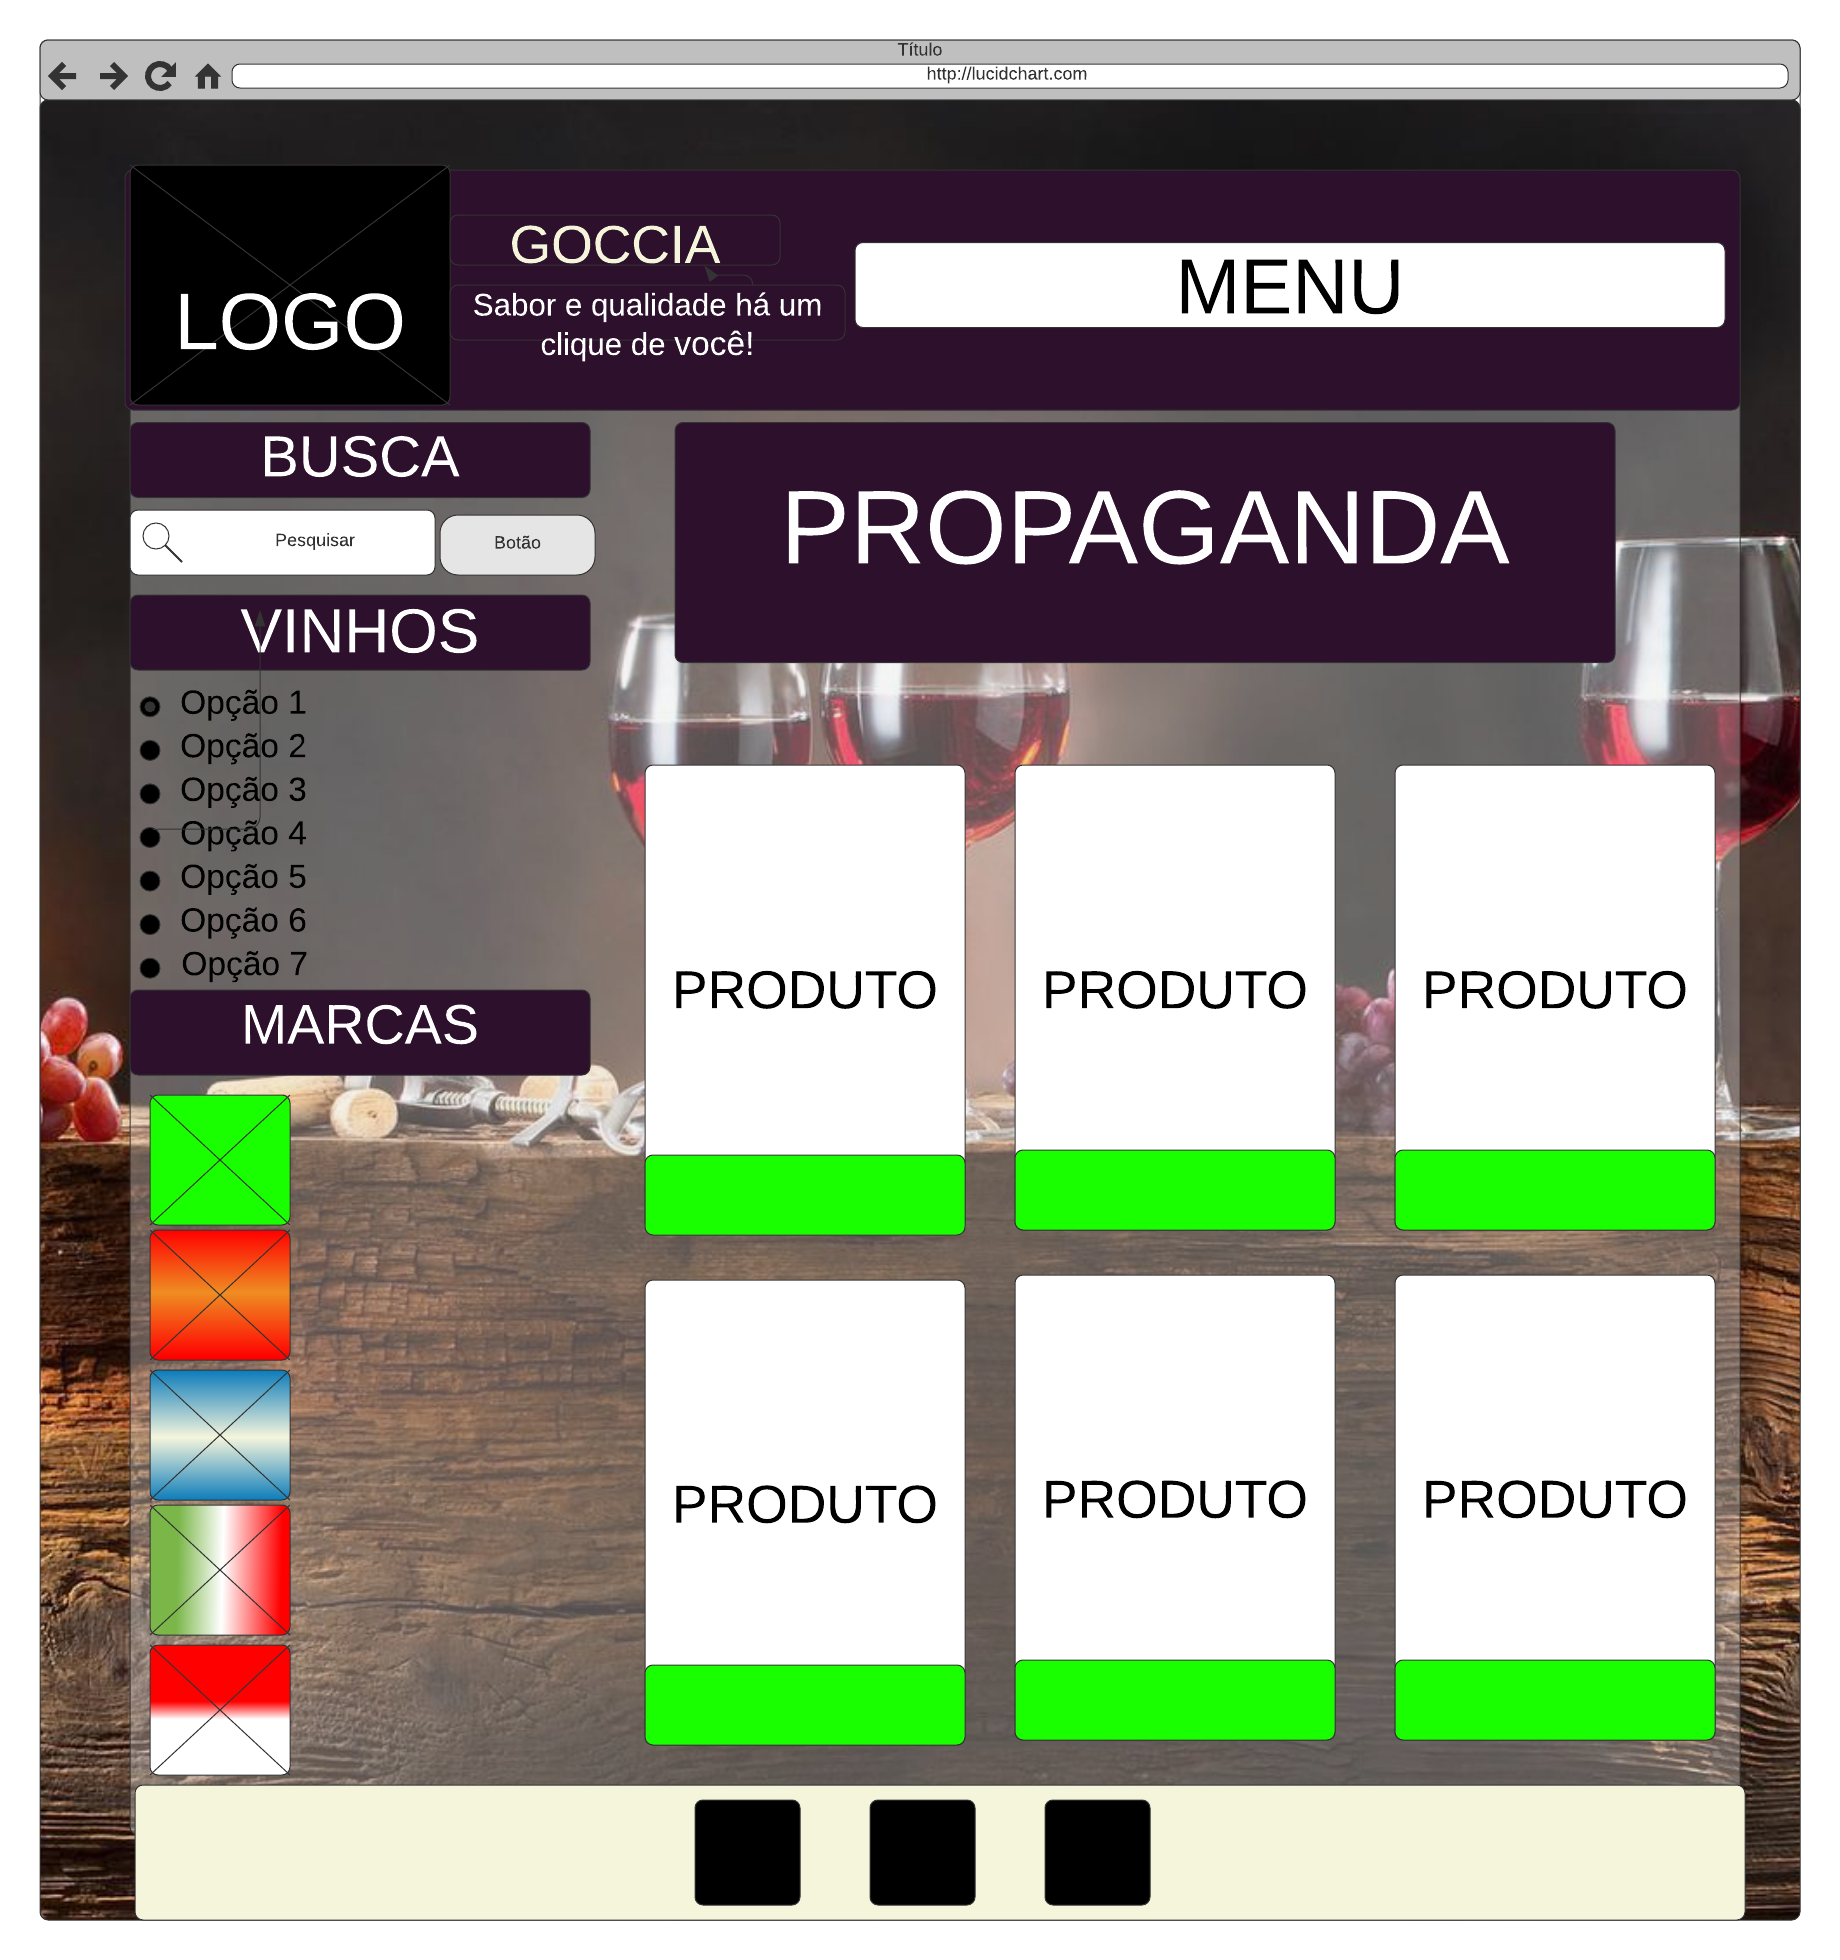 Título
http://lucidchart.com
LOGO
GOCCIA
Sabor e qualidade há um
clique de você!
MENU
BUSCA
Pesquisar
Botão
PROPAGANDA
VINHOS
Opção 1
Opção 2
Opção 3
Opção 4
Opção 5
Opção 6
Opção 7
MARCAS
PRODUTO
PRODUTO
PRODUTO
PRODUTO
PRODUTO
PRODUTO